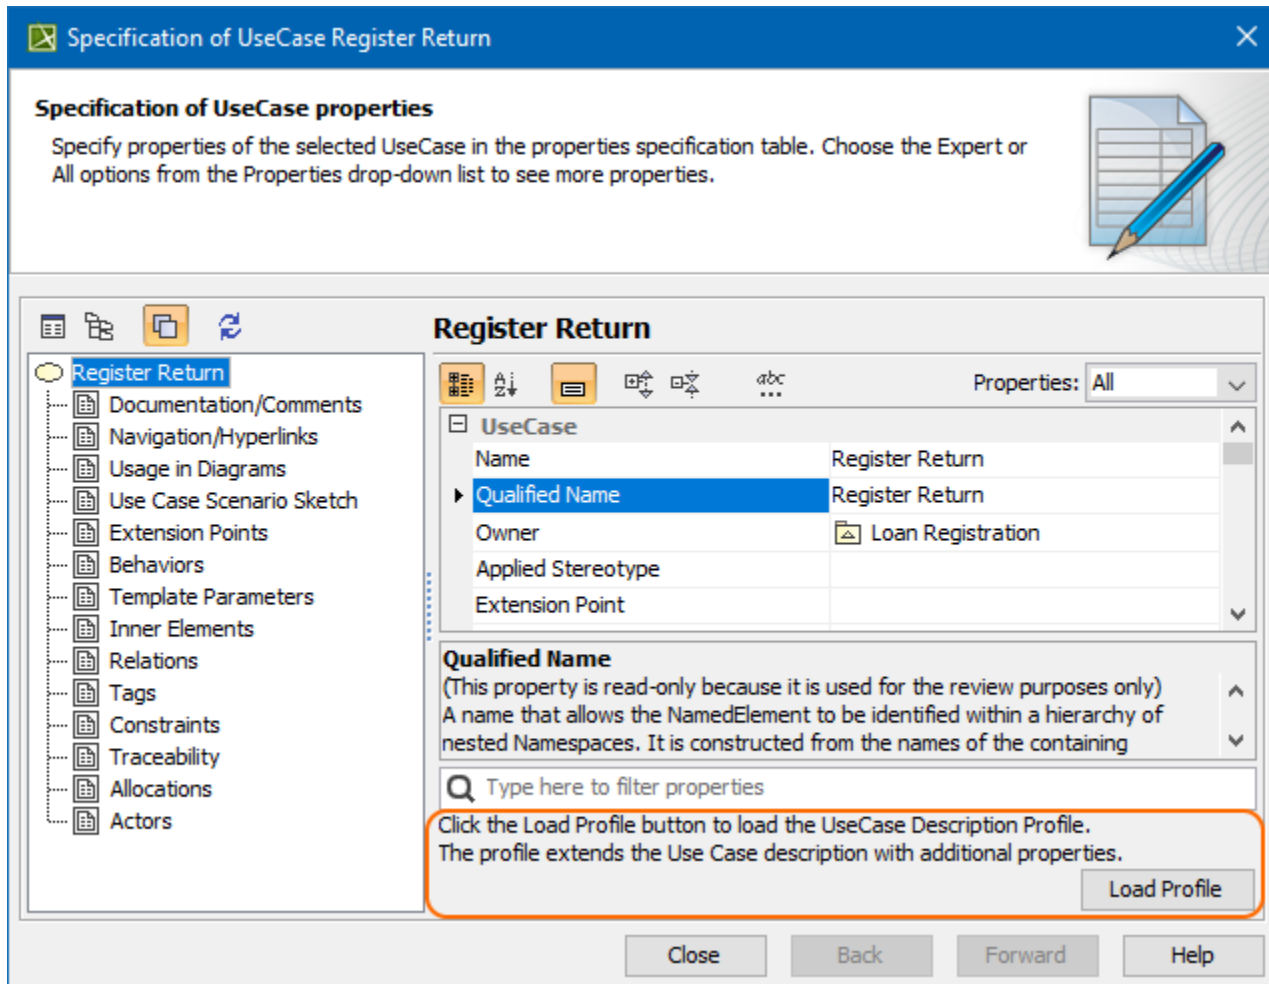 Specification of UseCase Register Return
Specification of UseCase properties
Specify properties of the selected UseCase in the properties specification table. Choose the Expert or
All options from the Properties drop-down list to see more properties.
Register Return
Documentation/Comments
Navigation/Hyperlinks
Usage in Diagrams
Use Case Scenario Sketch
Extension Points
Behaviors
Template Parameters
Inner Elements
Relations
Tags
Constraints
Traceability
Allocations
Actors
Register Return
abc
Properties: All
UseCase
Name Register Return
Qualified Name Register Return
Owner Loan Registration
Applied Stereotype
Extension Point
Qualified Name
(This property is read-only because it is used for the review purposes only)
A name that allows the NamedElement to be identified within a hierarchy of
nested Namespaces. It is constructed from the names of the containing
Type here to filter properties
Click the Load Profile button to load the UseCase Description Profile.
The profile extends the Use Case description with additional properties.
Load Profile
Close Back Forward Help